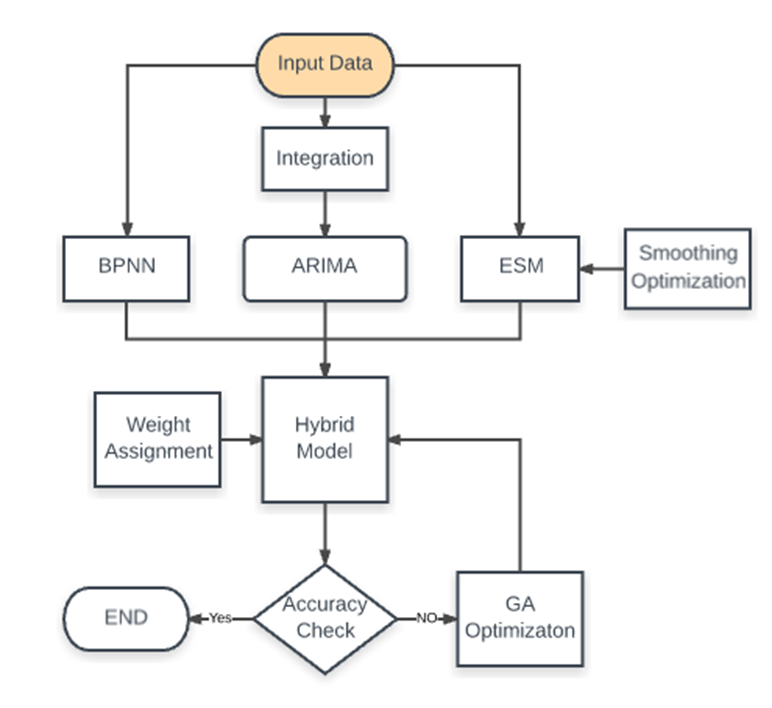 Input Data
Integration
BPNN
ARIMA
ESM
Smoothing
Optimization
Weight
Assignment
Hybrid
Model
END
Yes
Accuracy
Check
NO
GA
Optimizaton